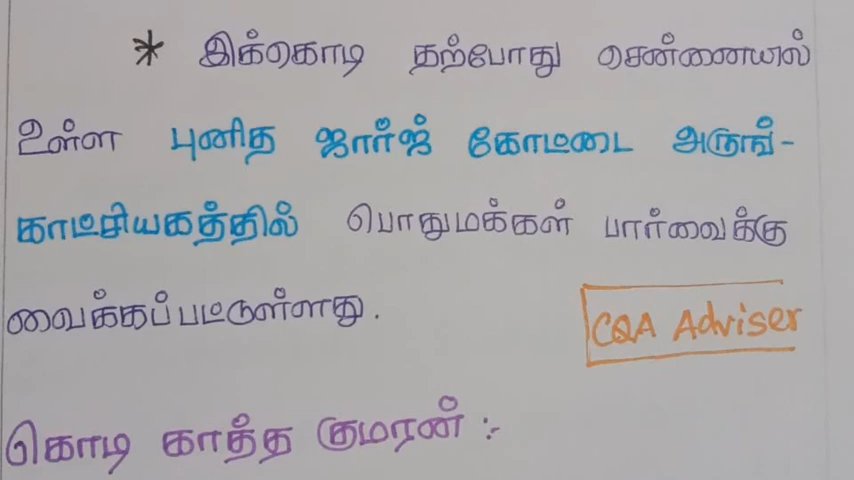 * இக்கொடி தற்போது சென்னையில்
உள்ள புனித ஜார்ஜ் கோட்டை அருங்-
காட்சியகத்தில் பொதுமக்கள் பார்வைக்கு
வைக்கப்பட்டுள்ளது.
CQA Adviser
கொடி காத்த குமரன் :-